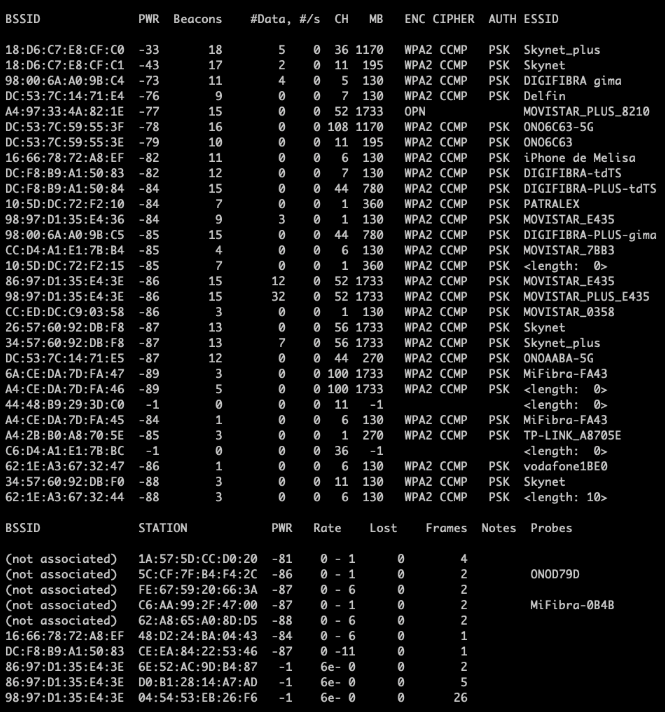 BSSID PWR Beacons #Data, #/s CH MB ENC CIPHER AUTH ESSID
18:D6:C7:E8:CF:C0 -33 18 5 0 36 1170 WPA2 CCMP PSK Skynet_plus
18:D6:C7:E8:CF:C1 -43 17 2 0 11 195 WPA2 CCMP PSK Skynet
98:00:6A:A0:9B:C4 -73 11 4 0 5 130 WPA2 CCMP PSK DIGIFIBRA gima
DC:53:7C:14:71:E4 -76 9 0 0 7 130 WPA2 CCMP PSK Delfin
A4:97:33:4A:82:1E -77 15 0 0 52 1733 OPN MOVISTAR_PLUS_8210
DC:53:7C:59:55:3F -78 16 0 0 108 1170 WPA2 CCMP PSK ONO6C63-5G
DC:53:7C:59:55:3E -79 10 0 0 11 195 WPA2 CCMP PSK ONO6C63
16:66:78:72:A8:EF -82 11 0 0 6 130 WPA2 CCMP PSK iPhone de Melisa
DC:F8:B9:A1:50:83 -82 12 0 0 7 130 WPA2 CCMP PSK DIGIFIBRA-tdTS
DC:F8:B9:A1:50:84 -84 15 0 0 44 780 WPA2 CCMP PSK DIGIFIBRA-PLUS-tdTS
10:5D:DC:72:F2:10 -84 7 0 0 1 360 WPA2 CCMP PSK PATRALEX
98:97:D1:35:E4:36 -84 9 3 0 1 130 WPA2 CCMP PSK MOVISTAR_E435
98:00:6A:A0:9B:C5 -85 15 0 0 44 780 WPA2 CCMP PSK DIGIFIBRA-PLUS-gima
CC:D4:A1:E1:7B:B4 -85 4 0 0 6 130 WPA2 CCMP PSK MOVISTAR_7BB3
10:5D:DC:72:F2:15 -85 7 0 0 1 360 WPA2 CCMP PSK <length: 0>
86:97:D1:35:E4:3E -86 15 12 0 52 1733 WPA2 CCMP PSK MOVISTAR_E435
98:97:D1:35:E4:3E -86 15 32 0 52 1733 WPA2 CCMP PSK MOVISTAR_PLUS_E435
CC:ED:DC:C9:03:58 -86 3 0 0 1 130 WPA2 CCMP PSK MOVISTAR_0358
26:57:60:92:DB:F8 -87 13 0 0 56 1733 WPA2 CCMP PSK Skynet
34:57:60:92:DB:F8 -87 13 7 0 56 1733 WPA2 CCMP PSK Skynet_plus
DC:53:7C:14:71:E5 -87 12 0 0 44 270 WPA2 CCMP PSK ONOAABA-5G
6A:CE:DA:7D:FA:47 -89 3 0 0 100 1733 WPA2 CCMP PSK MiFibra-FA43
A4:CE:DA:7D:FA:46 -89 5 0 0 100 1733 WPA2 CCMP PSK <length: 0>
44:48:B9:29:3D:C0 -1 0 0 0 11 -1 <length: 0>
A4:CE:DA:7D:FA:45 -84 1 0 0 6 130 WPA2 CCMP PSK MiFibra-FA43
A4:2B:B0:A8:70:5E -85 3 0 0 1 270 WPA2 CCMP PSK TP-LINK_A8705E
C6:D4:A1:E1:7B:BC -1 0 0 0 36 -1 <length: 0>
62:1E:A3:67:32:47 -86 1 0 0 6 130 WPA2 CCMP PSK vodafone1BE0
34:57:60:92:DB:F0 -88 3 0 0 11 130 WPA2 CCMP PSK Skynet
62:1E:A3:67:32:44 -88 3 0 0 6 130 WPA2 CCMP PSK <length: 10>
BSSID STATION PWR Rate Lost Frames Notes Probes
(not associated) 1A:57:5D:CC:D0:20 -81 0 - 1 0 4
(not associated) 5C:CF:7F:B4:F4:2C -86 0 - 1 0 2 ONOD79D
(not associated) FE:67:59:20:66:3A -87 0 - 6 0 2
(not associated) C6:AA:99:2F:47:00 -87 0 - 1 0 2 MiFibra-0B4B
(not associated) 62:A8:65:A0:8D:D5 -88 0 - 6 0 2
16:66:78:72:A8:EF 48:D2:24:BA:04:43 -84 0 - 6 0 1
DC:F8:B9:A1:50:83 CE:EA:84:22:53:46 -87 0 -11 0 1
86:97:D1:35:E4:3E 6E:52:AC:9D:B4:87 -1 6e- 0 0 2
86:97:D1:35:E4:3E D0:B1:28:14:A7:AD -1 6e- 0 0 5
98:97:D1:35:E4:3E 04:54:53:EB:26:F6 -1 6e- 0 0 26